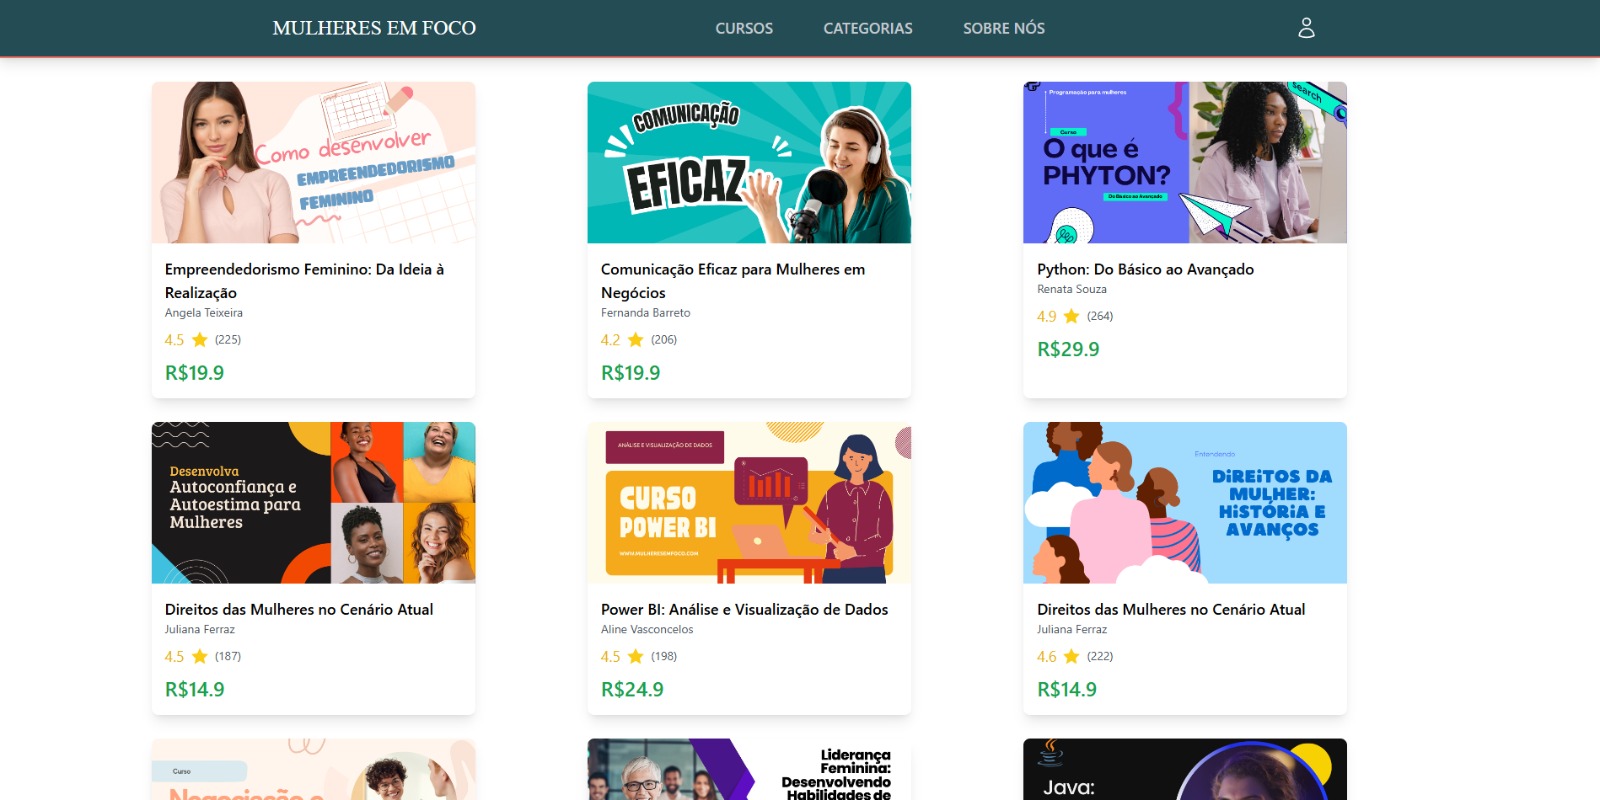 MULHERES EM FOCO
CURSOS
CATEGORIAS
SOBRE NÓS
Como desenvolver
EMPREENDEDORISMO
FEMININO
Empreendedorismo Feminino: Da Ideia à
Realização
Angela Teixeira
4.5 (225)
R$19.9
COMUNICAÇÃO
EFICAZ
Comunicação Eficaz para Mulheres em
Negócios
Fernanda Barreto
4.2 (206)
R$19.9
Programação para mulheres
search
Curso
O que é
PHYTON?
Do Básico ao Avançado
Python: Do Básico ao Avançado
Renata Souza
4.9 (264)
R$29.9
Desenvolva
Autoconfiança e
Autoestima para
Mulheres
Direitos das Mulheres no Cenário Atual
Juliana Ferraz
4.5 (187)
R$14.9
ANÁLISE E VISUALIZAÇÃO DE DADOS
CURSO
POWER BI
WWW.MULHERESEMFOCO.COM
Power BI: Análise e Visualização de Dados
Aline Vasconcelos
4.5 (198)
R$24.9
Entendendo
DIREITOS DA
MULHER:
HISTÓRIA E
AVANÇOS
Direitos das Mulheres no Cenário Atual
Juliana Ferraz
4.6 (222)
R$14.9
Curso
Negociação e
Liderança
Feminina:
Desenvolvendo
Habilidades de
Java: